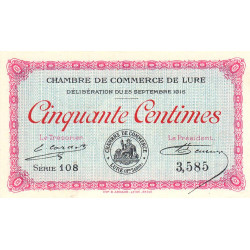 CHAMBRE DE COMMERCE DE LURE
DÉLIBÉRATION DU 25 SEPTEMBRE 1915
Cinquante Centimes
Le Trésorier
Le Président
CHAMBRE DE COMMERCE
LURE
SÉRIE 108
3,585